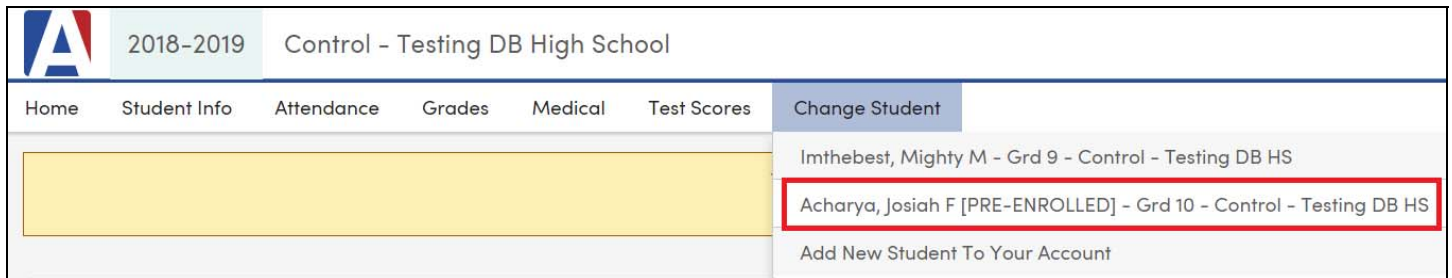 2018-2019 Control - Testing DB High School
Home Student Info Attendance Grades Medical Test Scores Change Student
Imthebest, Mighty M - Grd 9 - Control - Testing DB HS
Acharya, Josiah F [PRE-ENROLLED] - Grd 10 - Control - Testing DB HS
Add New Student To Your Account